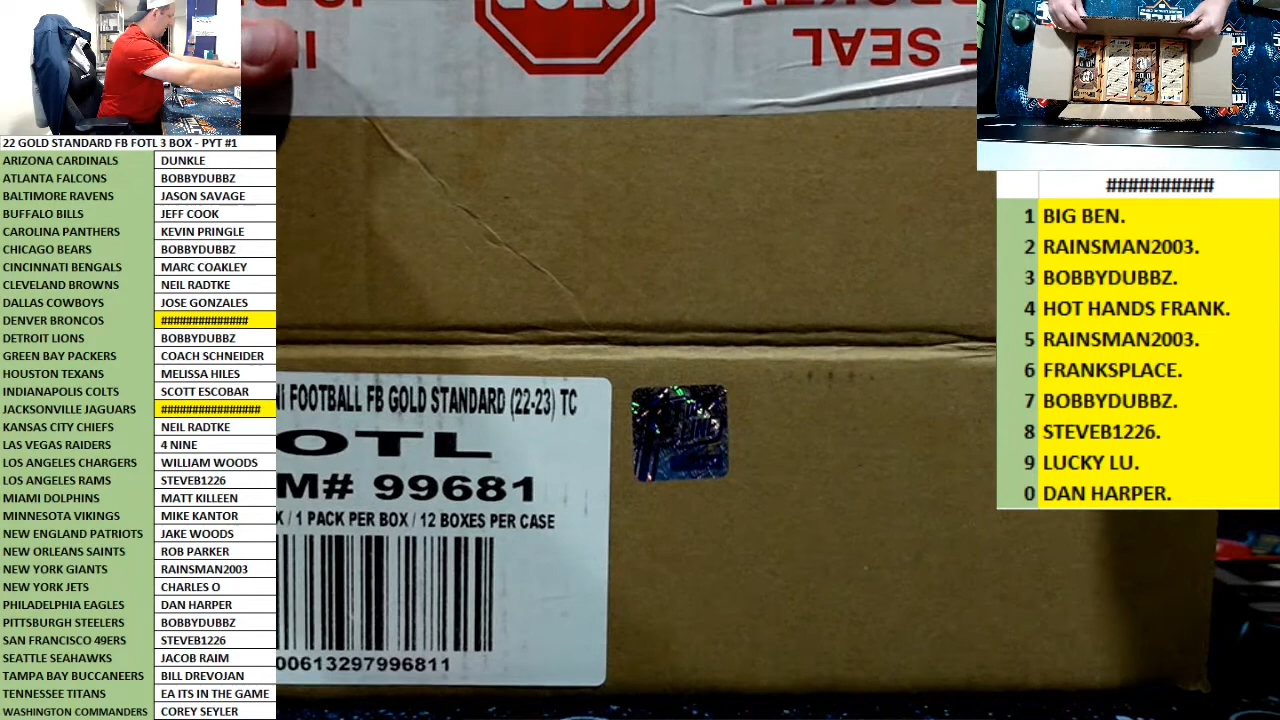 22 GOLD STANDARD FB FOTL 3 BOX - PYT #1
ARIZONA CARDINALS DUNKLE
ATLANTA FALCONS BOBBYDUBBZ
BALTIMORE RAVENS JASON SAVAGE
BUFFALO BILLS JEFF COOK
CAROLINA PANTHERS KEVIN PRINGLE
CHICAGO BEARS BOBBYDUBBZ
CINCINNATI BENGALS MARC COAKLEY
CLEVELAND BROWNS NEIL RADTKE
DALLAS COWBOYS JOSE GONZALES
DENVER BRONCOS ##############
DETROIT LIONS BOBBYDUBBZ
GREEN BAY PACKERS COACH SCHNEIDER
HOUSTON TEXANS MELISSA HILES
INDIANAPOLIS COLTS SCOTT ESCOBAR
JACKSONVILLE JAGUARS ################
KANSAS CITY CHIEFS NEIL RADTKE
LAS VEGAS RAIDERS 4 NINE
LOS ANGELES CHARGERS WILLIAM WOODS
LOS ANGELES RAMS STEVEB1226
MIAMI DOLPHINS MATT KILLEEN
MINNESOTA VIKINGS MIKE KANTOR
NEW ENGLAND PATRIOTS JAKE WOODS
NEW ORLEANS SAINTS ROB PARKER
NEW YORK GIANTS RAINSMAN2003
NEW YORK JETS CHARLES O
PHILADELPHIA EAGLES DAN HARPER
PITTSBURGH STEELERS BOBBYDUBBZ
SAN FRANCISCO 49ERS STEVEB1226
SEATTLE SEAHAWKS JACOB RAIM
TAMPA BAY BUCCANEERS BILL DREVOJAN
TENNESSEE TITANS EA ITS IN THE GAME
WASHINGTON COMMANDERS COREY SEYLER
STOP
BROKEN
IF SEAL
NI FOOTBALL FB GOLD STANDARD (22-23) TC
OTL
M# 99681
K / 1 PACK PER BOX / 12 BOXES PER CASE
00613297996811
##########
1 BIG BEN.
2 RAINSMAN2003.
3 BOBBYDUBBZ.
4 HOT HANDS FRANK.
5 RAINSMAN2003.
6 FRANKSPLACE.
7 BOBBYDUBBZ.
8 STEVEB1226.
9 LUCKY LU.
0 DAN HARPER.